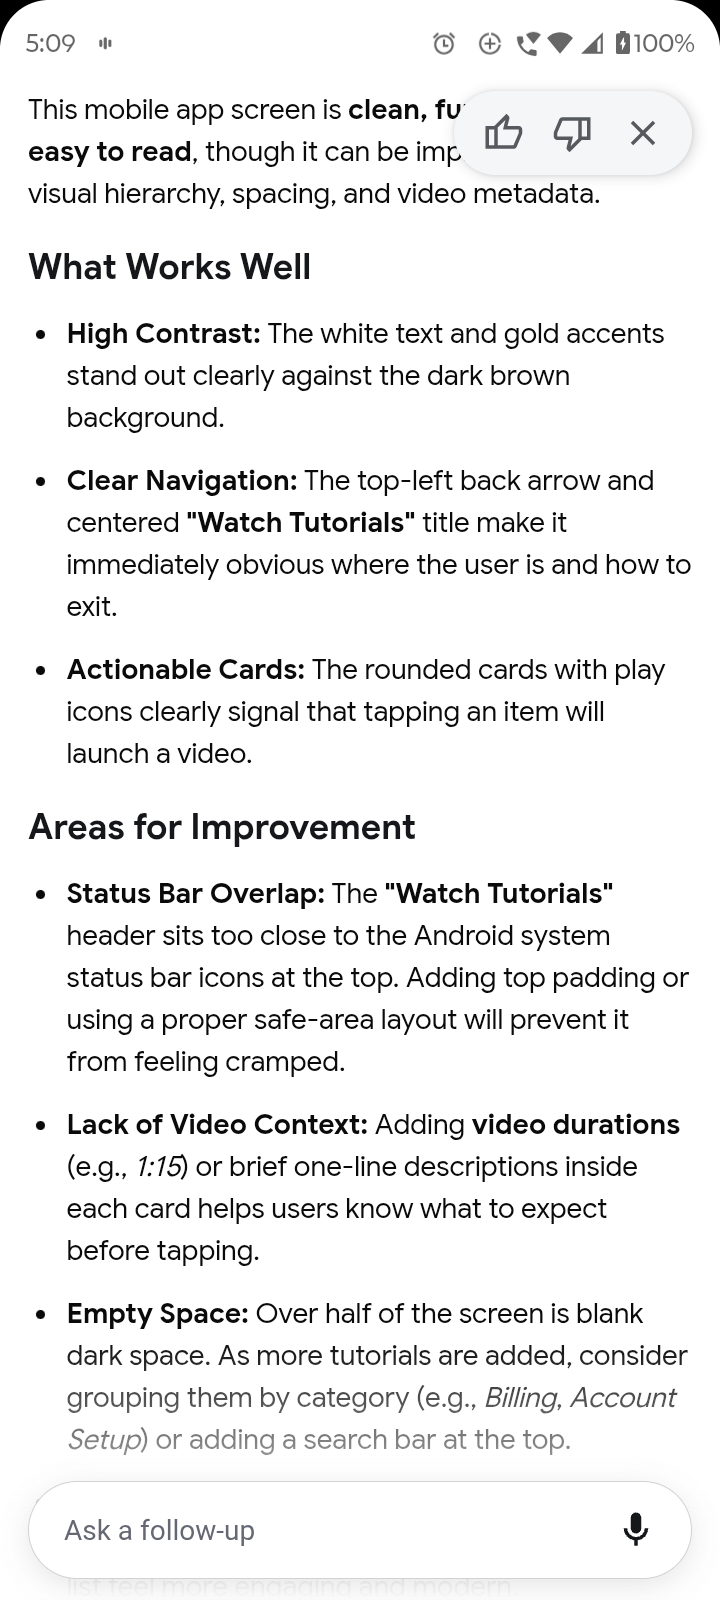 5:09
100%
This mobile app screen is clean, fu
easy to read, though it can be imp
visual hierarchy, spacing, and video metadata.
What Works Well
• High Contrast: The white text and gold accents
stand out clearly against the dark brown
background.
• Clear Navigation: The top-left back arrow and
centered "Watch Tutorials" title make it
immediately obvious where the user is and how to
exit.
• Actionable Cards: The rounded cards with play
icons clearly signal that tapping an item will
launch a video.
Areas for Improvement
• Status Bar Overlap: The "Watch Tutorials"
header sits too close to the Android system
status bar icons at the top. Adding top padding or
using a proper safe-area layout will prevent it
from feeling cramped.
• Lack of Video Context: Adding video durations
(e.g., 1:15) or brief one-line descriptions inside
each card helps users know what to expect
before tapping.
• Empty Space: Over half of the screen is blank
dark space. As more tutorials are added, consider
grouping them by category (e.g., Billing, Account
Setup) or adding a search bar at the top.
Ask a follow-up
list feel more engaging and modern.